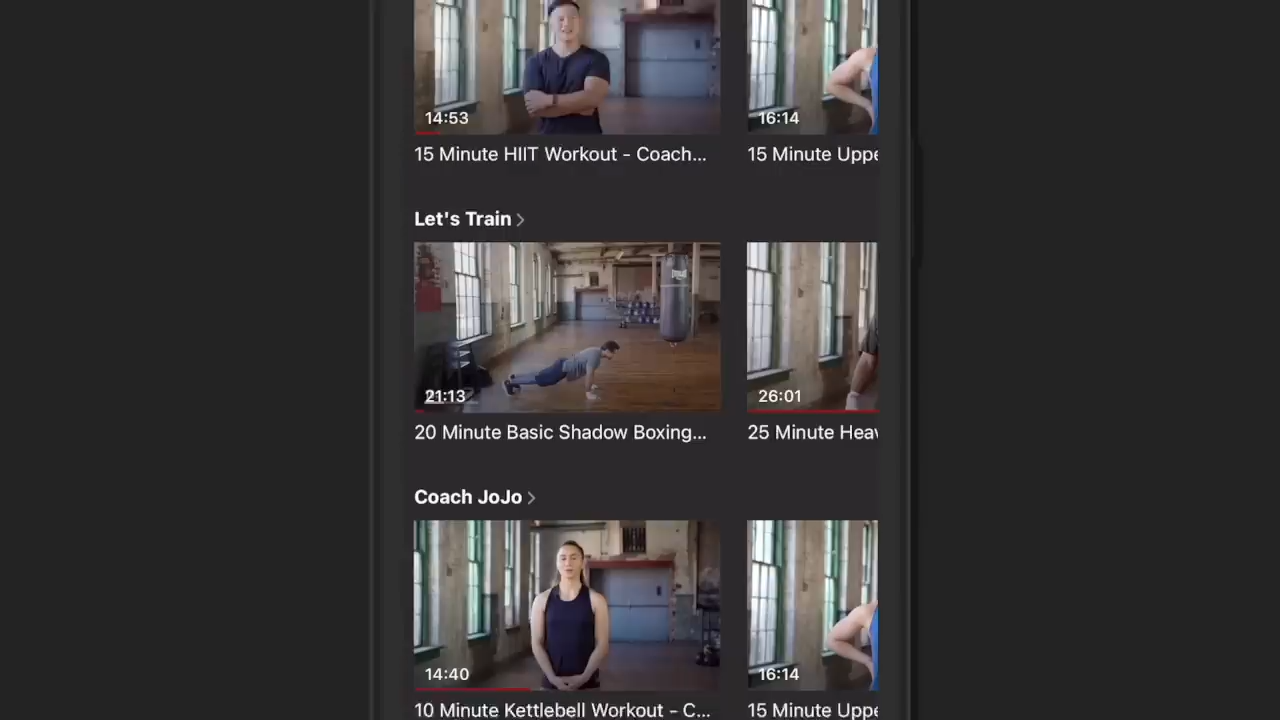 14:53
16:14
15 Minute HIIT Workout - Coach...
15 Minute Uppe
Let's Train >
21:13
26:01
20 Minute Basic Shadow Boxing...
25 Minute Heav
Coach JoJo >
14:40
16:14
10 Minute Kettlebell Workout - C...
15 Minute Uppe